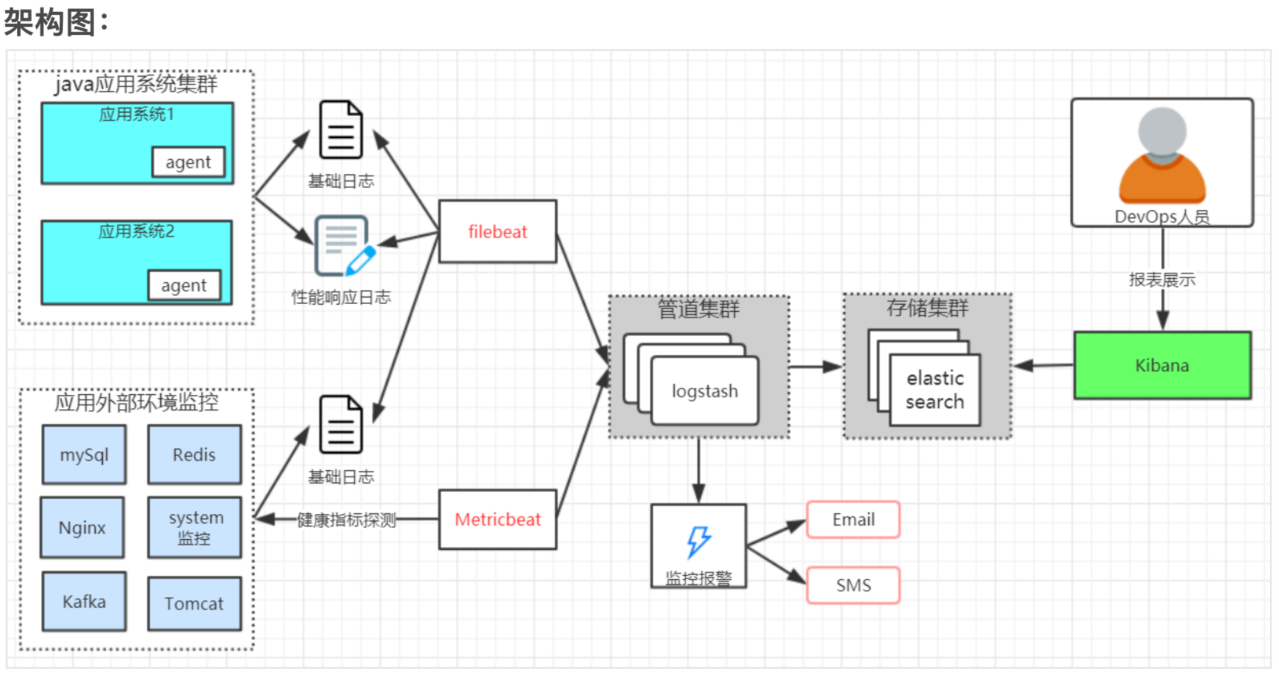 架构图：
java应用系统集群
应用系统1
agent
应用系统2
agent
基础日志
性能响应日志
filebeat
应用外部环境监控
mySql
Redis
Nginx
system
监控
Kafka
Tomcat
基础日志
健康指标探测
Metricbeat
管道集群
logstash
存储集群
elastic
search
监控报警
Email
SMS
DevOps人员
报表展示
Kibana